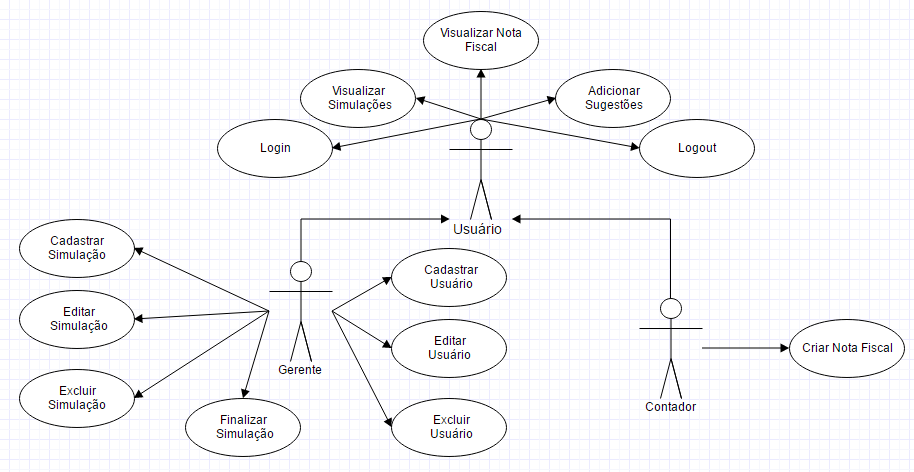 Visualizar Nota
Fiscal
Visualizar
Simulações
Adicionar
Sugestões
Login
Logout
Usuário
Cadastrar
Simulação
Editar
Simulação
Excluir
Simulação
Finalizar
Simulação
Gerente
Cadastrar
Usuário
Editar
Usuário
Excluir
Usuário
Contador
Criar Nota Fiscal